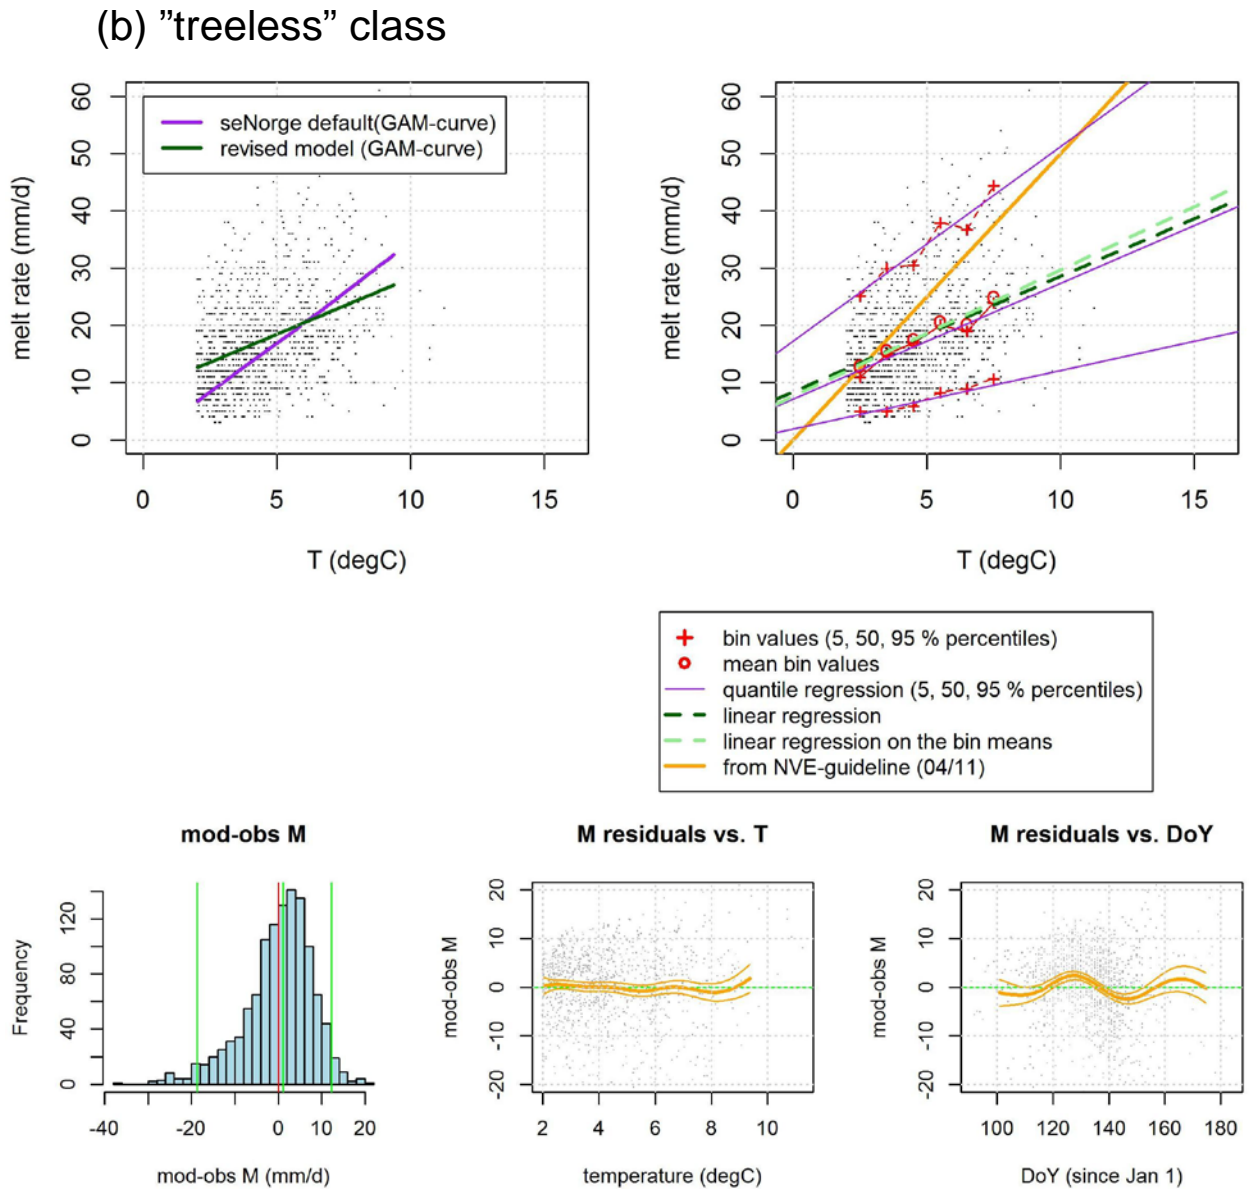 (b) ”treeless” class
60
50
40
30
20
10
0
melt rate (mm/d)
seNorge default(GAM-curve)
revised model (GAM-curve)
0 5 10 15
T (degC)
60
50
40
30
20
10
0
melt rate (mm/d)
0 5 10 15
T (degC)
bin values (5, 50, 95 % percentiles)
mean bin values
quantile regression (5, 50, 95 % percentiles)
linear regression
linear regression on the bin means
from NVE-guideline (04/11)
mod-obs M
Frequency
120
80
40
0
-40 -20 0 10 20
mod-obs M (mm/d)
M residuals vs. T
mod-obs M
20
10
0
-10
-20
2 4 6 8 10
temperature (degC)
M residuals vs. DoY
mod-obs M
20
10
0
-10
-20
100 120 140 160 180
DoY (since Jan 1)